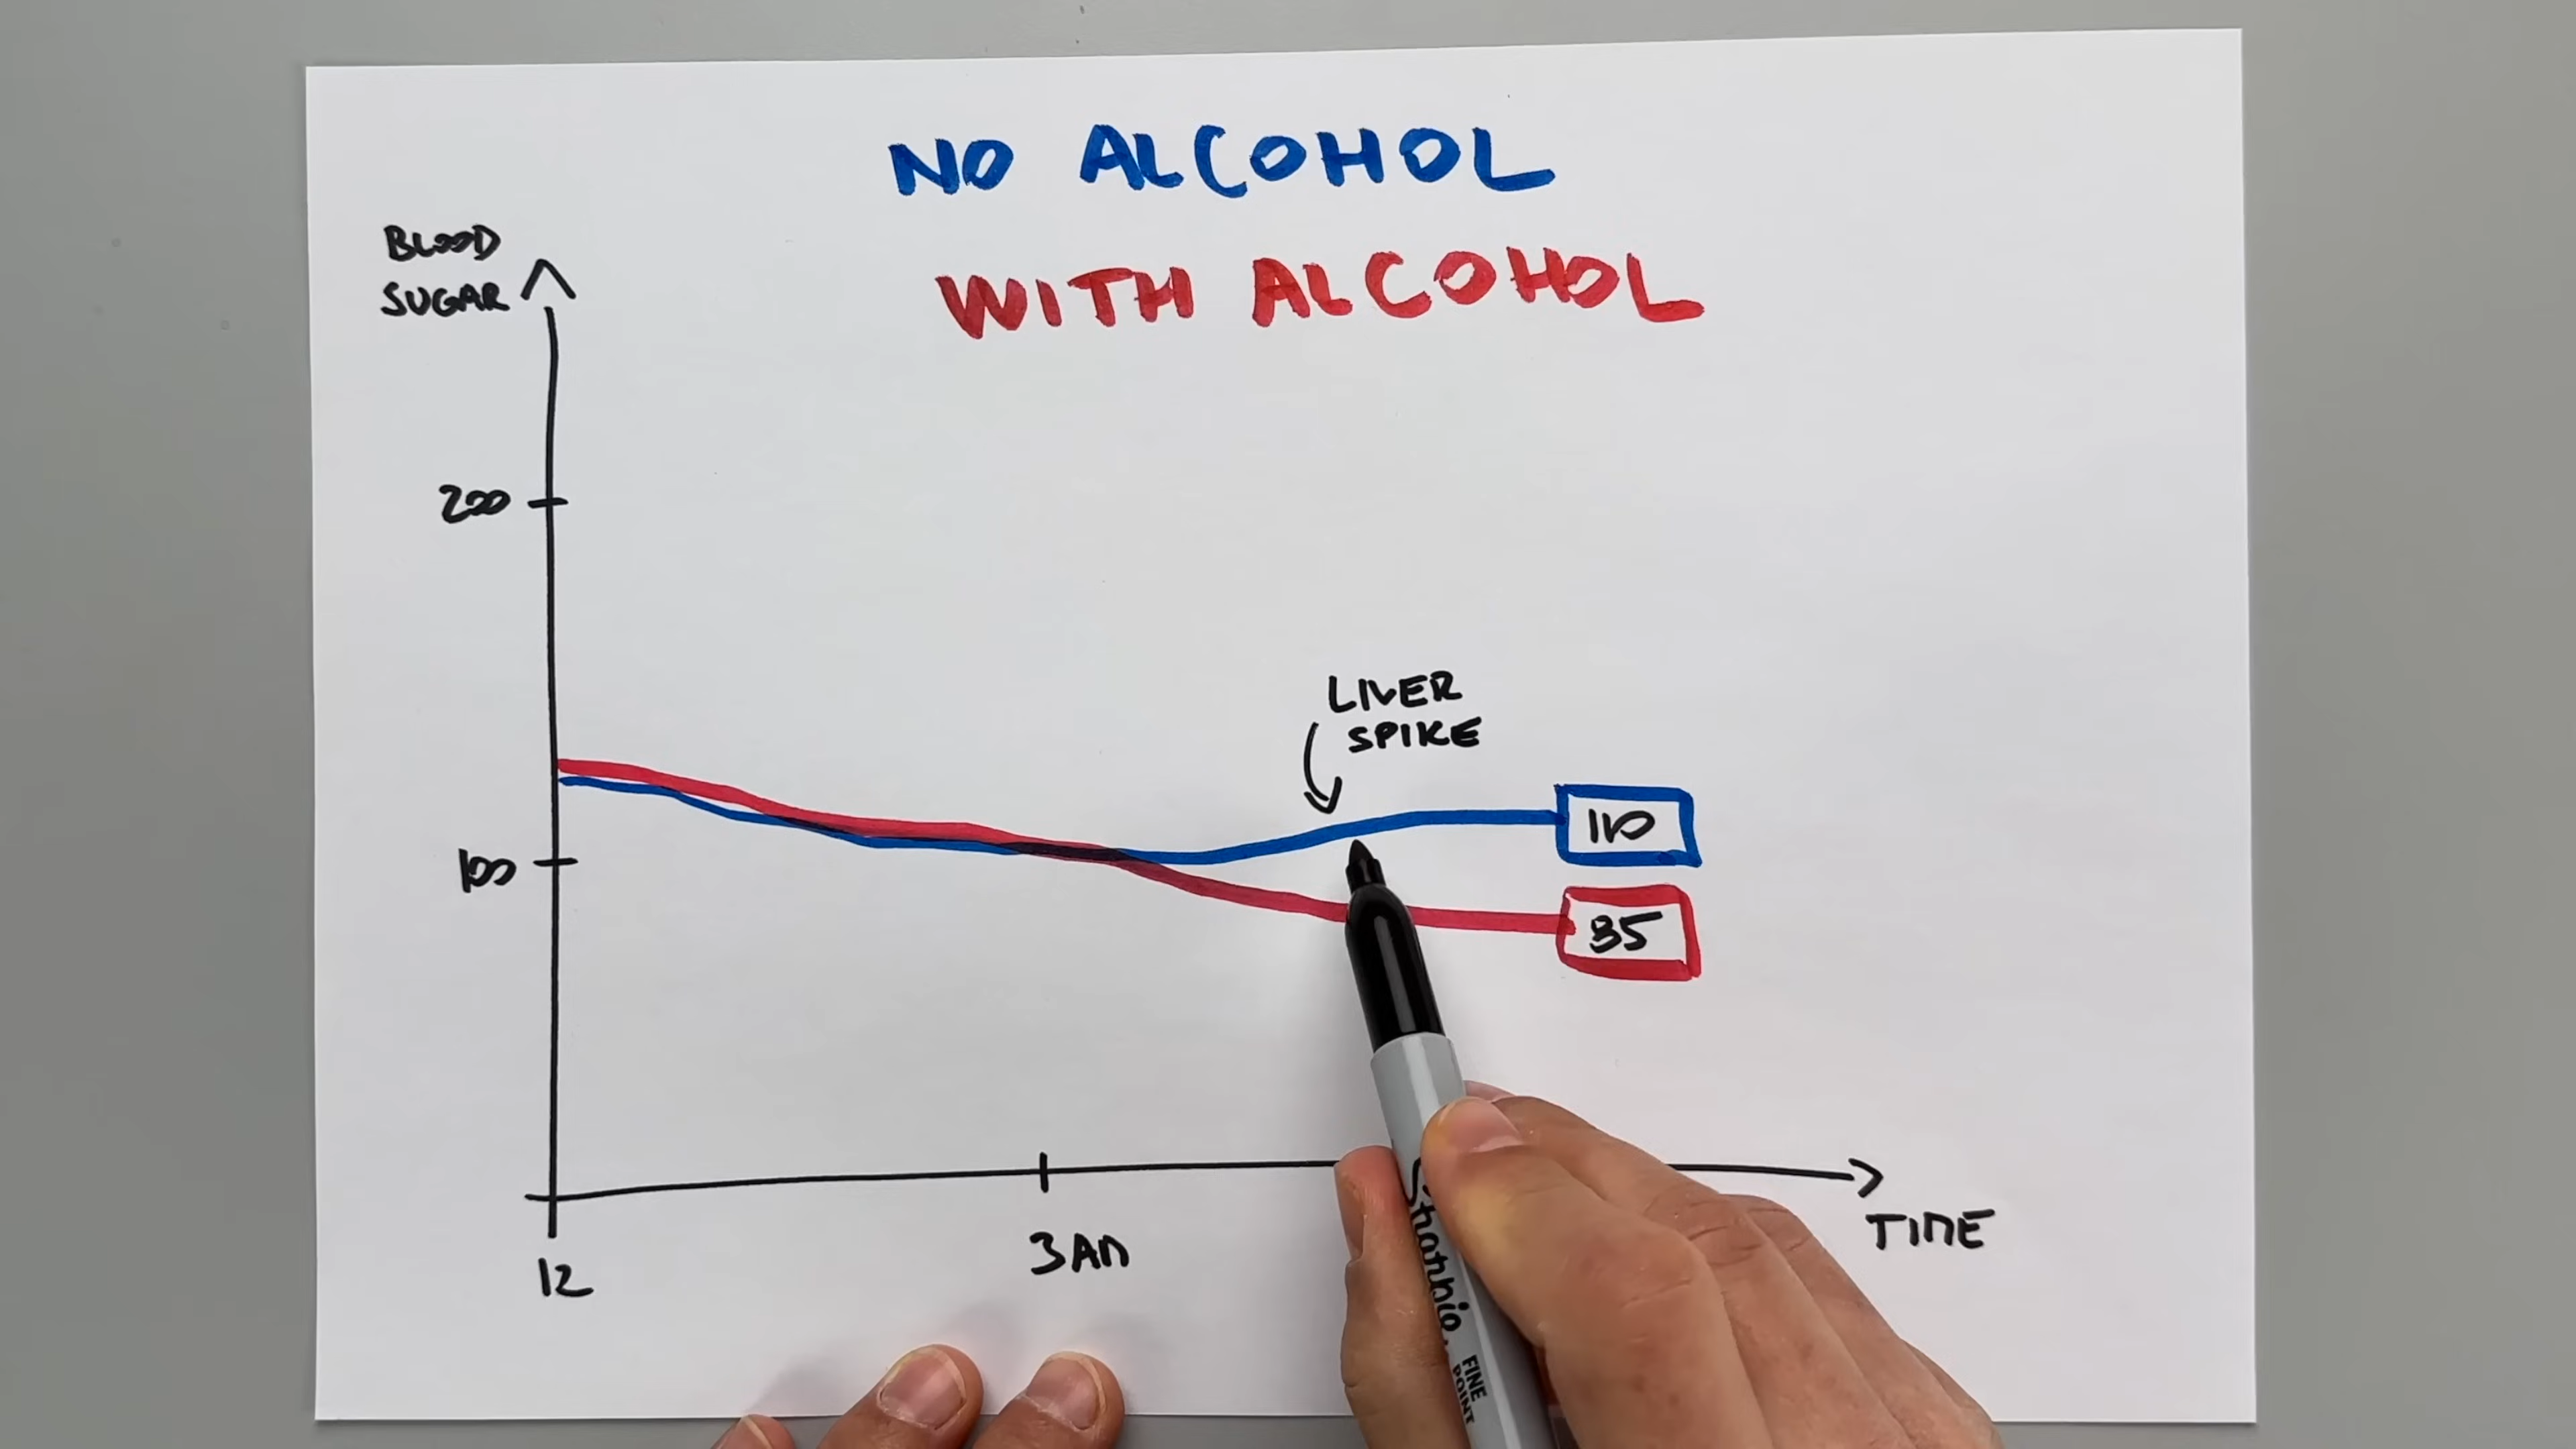 NO ALCOHOL
WITH ALCOHOL
BLOOD
SUGAR
200
LIVER
SPIKE
110
100
85
3AM
TIME
12
Sharpie
FINE
POINT